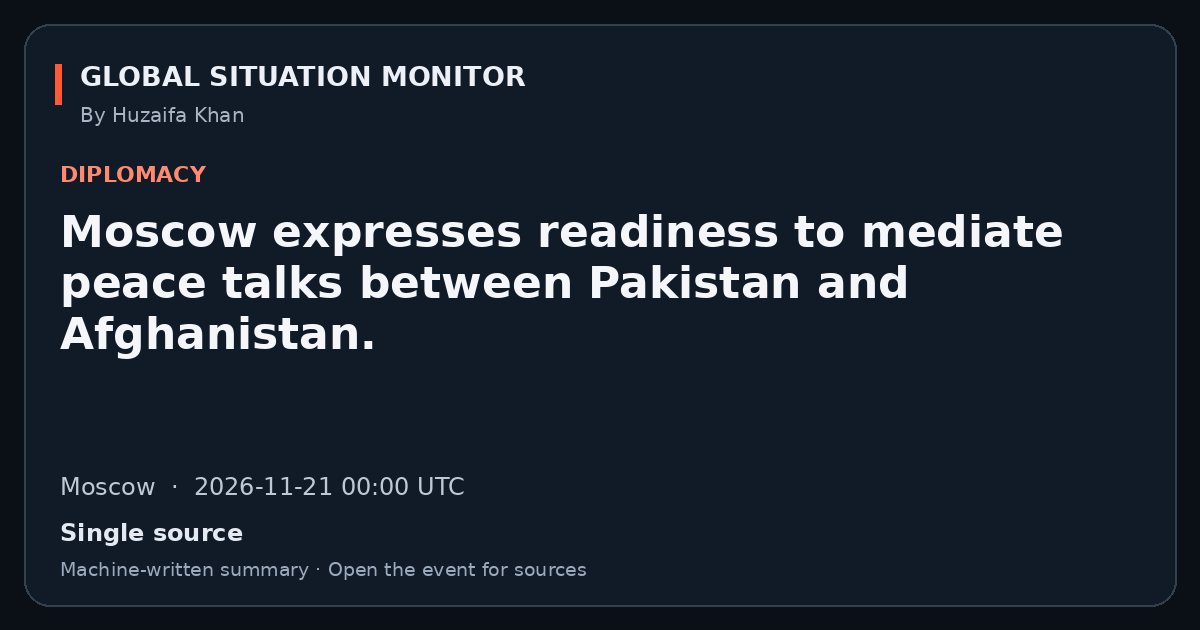 GLOBAL SITUATION MONITOR
By Huzaifa Khan
DIPLOMACY
Moscow expresses readiness to mediate
peace talks between Pakistan and
Afghanistan.
Moscow · 2026-11-21 00:00 UTC
Single source
Machine-written summary · Open the event for sources